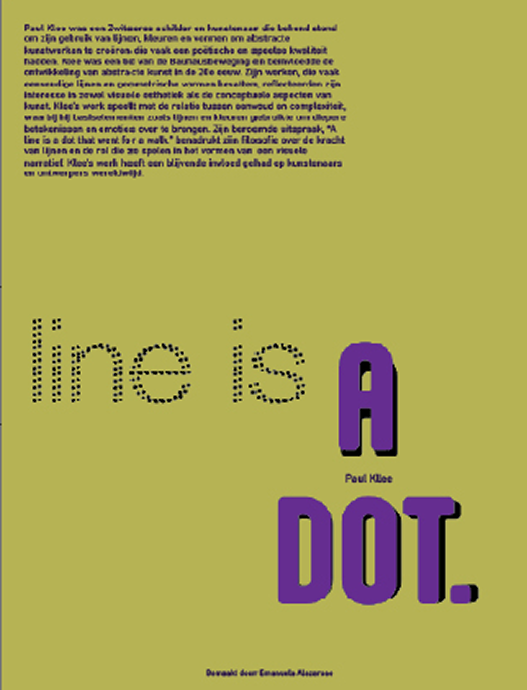 Paul Klee was een Zwitserse schilder en kunstenaar die bekend stond
om zijn gebruik van lijnen, kleuren en vormen om abstracte
kunstwerken te creëren die vaak een poëtische en speelse kwaliteit
hadden. Klee was een lid van de Bauhausbeweging en beïnvloedde de
ontwikkeling van abstracte kunst in de 20e eeuw. Zijn werken, die vaak
eenvoudige lijnen en geometrische vormen bevatten, reflecteerden zijn
interesse in zowel visuele esthetiek als de conceptuele aspecten van
kunst. Klee's werk speelt met de relatie tussen eenvoud en complexiteit,
waarbij hij basiselementen zoals lijnen en kleuren gebruikte om diepere
betekenissen en emoties over te brengen. Zijn beroemde uitspraak, "A
line is a dot that went for a walk," benadrukt zijn filosofie over de kracht
van lijnen en de rol die ze spelen in het vormen van een visuele
narratief. Klee's werk heeft een blijvende invloed gehad op kunstenaars
en ontwerpers wereldwijd.
line is A
Paul Klee
DOT.
Gemaakt door Emanuela